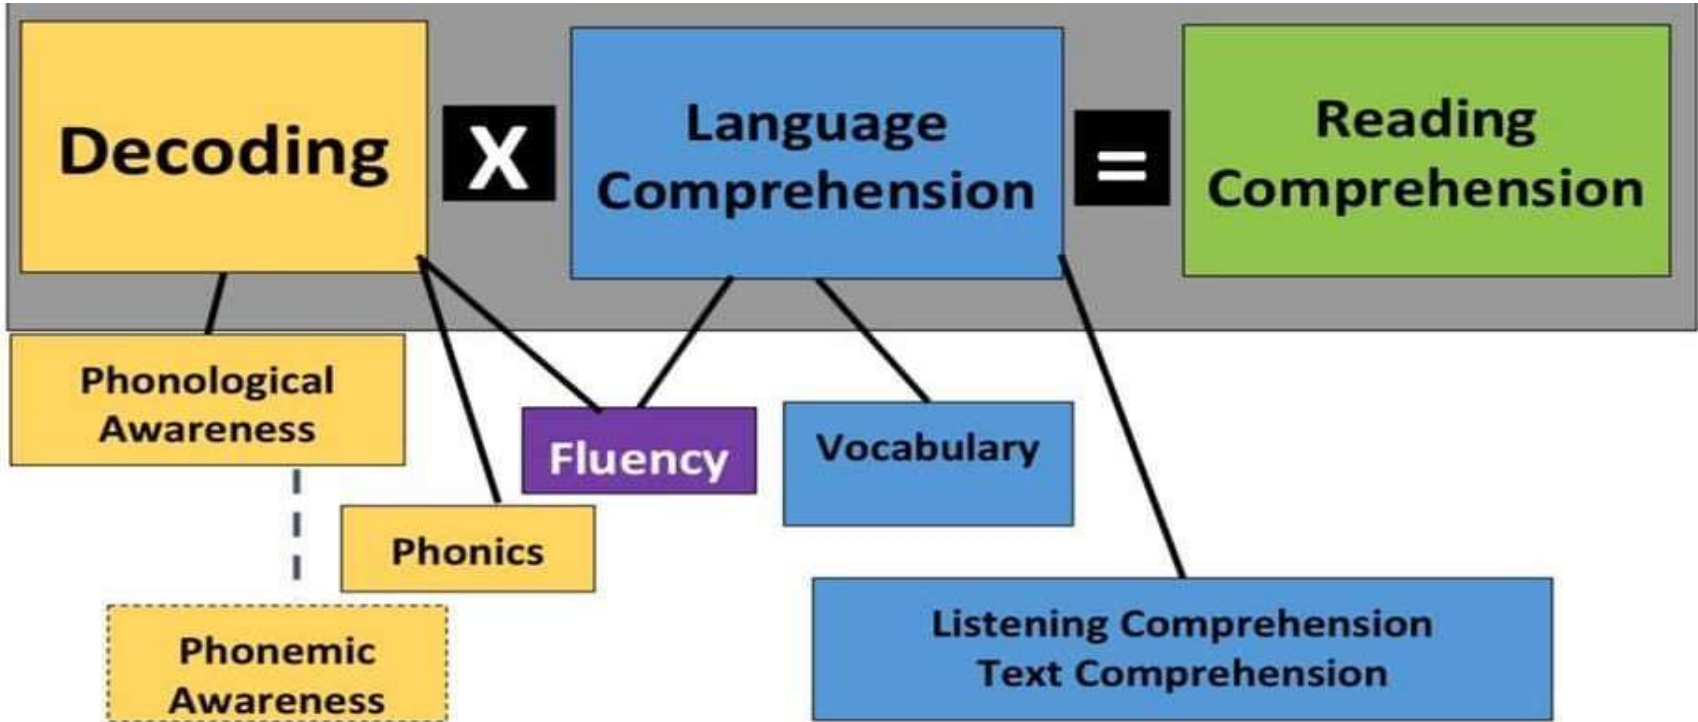 Decoding
X
Language
Comprehension
=
Reading
Comprehension
Phonological
Awareness
Fluency
Vocabulary
Phonics
Phonemic
Awareness
Listening Comprehension
Text Comprehension